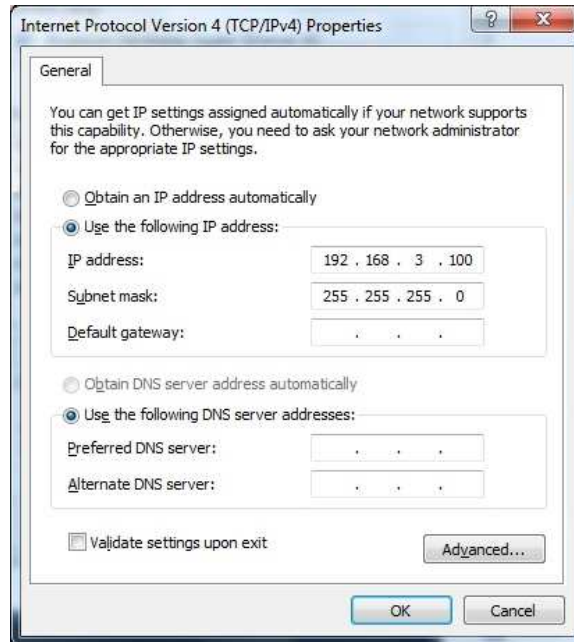 Internet Protocol Version 4 (TCP/IPv4) Properties
General
You can get IP settings assigned automatically if your network supports
this capability. Otherwise, you need to ask your network administrator
for the appropriate IP settings.
Obtain an IP address automatically
Use the following IP address:
IP address: 192 . 168 . 3 . 100
Subnet mask: 255 . 255 . 255 . 0
Default gateway: . . .
Obtain DNS server address automatically
Use the following DNS server addresses:
Preferred DNS server: . . .
Alternate DNS server: . . .
Validate settings upon exit
Advanced...
OK Cancel